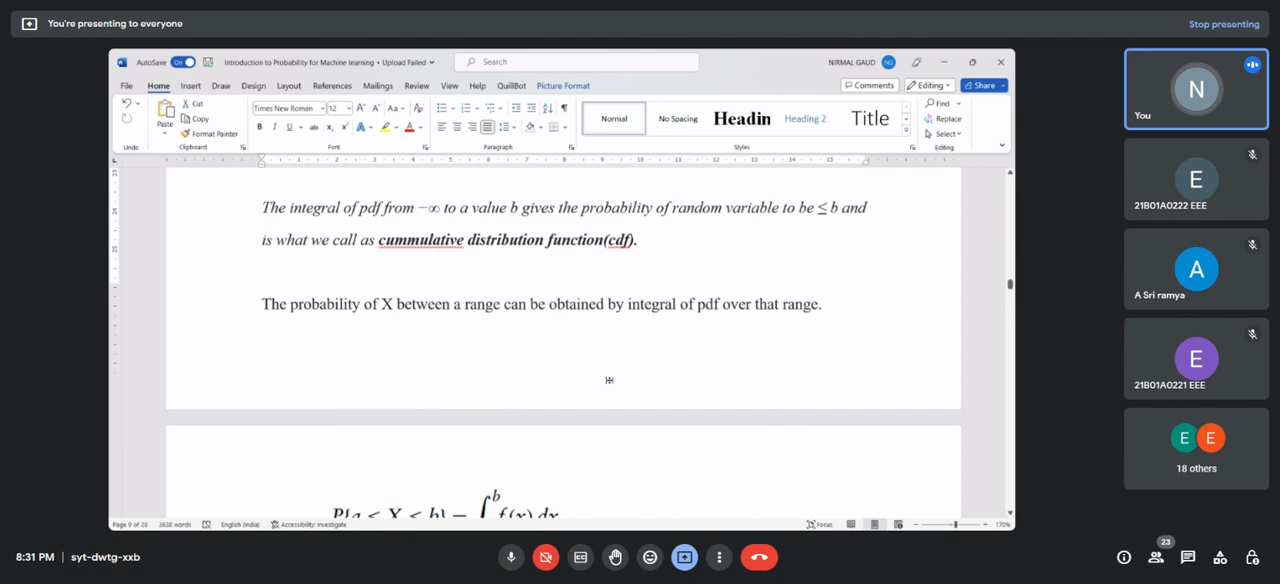 You're presenting to everyone
Stop presenting
AutoSave On Introduction to Probability for Machine learning • Upload Failed Search NIRMAL GAUD NG
File Home Insert Draw Design Layout References Mailings Review View Help QuillBot Picture Format Comments Editing Share
Cut
Copy
Format Painter
Paste
Times New Roman 12
Normal No Spacing Headin Heading 2 Title
Find
Replace
Select
Undo Clipboard Font Paragraph Styles Editing
The integral of pdf from −∞ to a value b gives the probability of random variable to be ≤ b and
is what we call as cummulative distribution function(cdf).
The probability of X between a range can be obtained by integral of pdf over that range.
P{a < X < b} = ∫ b f(x) dx
Page 9 of 28 3638 words English (India) Accessibility: Investigate Focus 170%
N
You
E
21B01A0222 EEE
A
A Sri ramya
E
21B01A0221 EEE
E E
18 others
8:31 PM | syt-dwtg-xxb
23